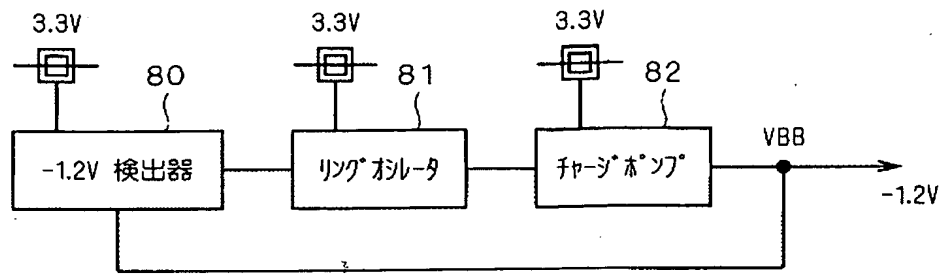 3.3V
3.3V
3.3V
80
81
82
-1.2V 検出器
リングオシレータ
チャージポンプ
VBB
-1.2V